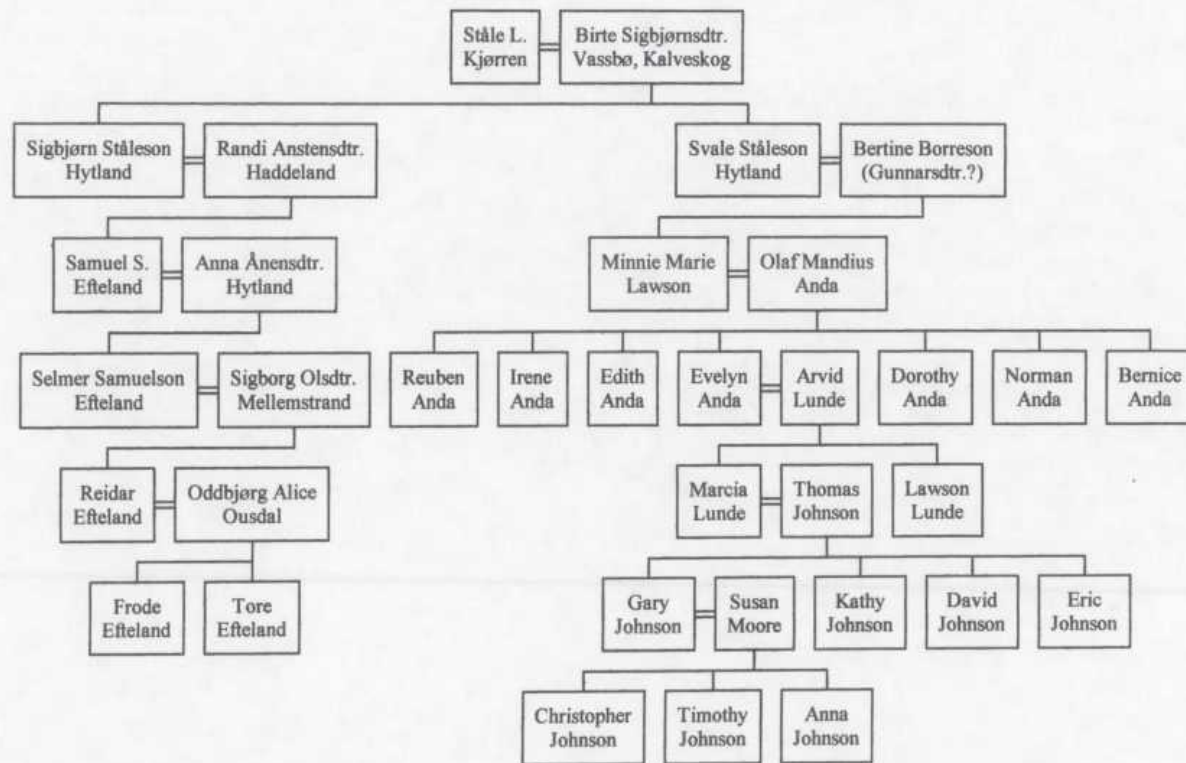 Ståle L.
Kjørren
Birte Sigbjørnsdtr.
Vassbø, Kalveskog
Sigbjørn Ståleson
Hytland
Randi Anstensdtr.
Haddeland
Svale Ståleson
Hytland
Bertine Borreson
(Gunnarsdtr.?)
Samuel S.
Efteland
Anna Ånensdtr.
Hytland
Minnie Marie
Lawson
Olaf Mandius
Anda
Selmer Samuelson
Efteland
Sigborg Olsdtr.
Mellemstrand
Reuben
Anda
Irene
Anda
Edith
Anda
Evelyn
Anda
Arvid
Lunde
Dorothy
Anda
Norman
Anda
Bernice
Anda
Reidar
Efteland
Oddbjørg Alice
Ousdal
Marcia
Lunde
Thomas
Johnson
Lawson
Lunde
Frode
Efteland
Tore
Efteland
Gary
Johnson
Susan
Moore
Kathy
Johnson
David
Johnson
Eric
Johnson
Christopher
Johnson
Timothy
Johnson
Anna
Johnson